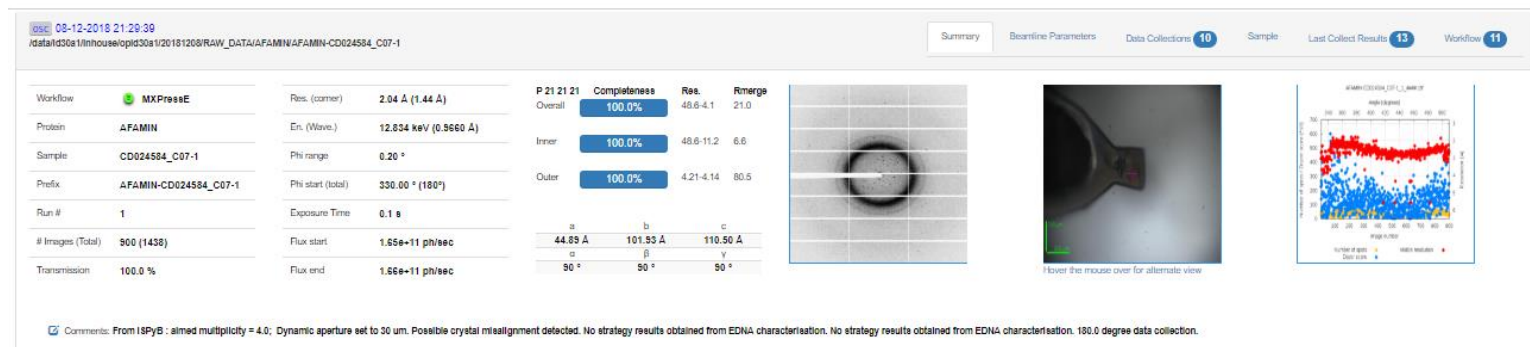 osc 08-12-2018 21:29:39
/data/id30a1/inhouse/opid30a1/20181208/RAW_DATA/AFAMIN/AFAMIN-CD024584_C07-1
Summary Beamline Parameters Data Collections 10 Sample Last Collect Results 13 Workflow 11
Workflow MXPressE
Protein AFAMIN
Sample CD024584_C07-1
Prefix AFAMIN-CD024584_C07-1
Run # 1
# Images (Total) 900 (1438)
Transmission 100.0 %
Res. (corner) 2.04 Å (1.44 Å)
En. (Wave.) 12.834 keV (0.9660 Å)
Phi range 0.20 °
Phi start (total) 330.00 ° (180°)
Exposure Time 0.1 s
Flux start 1.65e+11 ph/sec
Flux end 1.66e+11 ph/sec
P 21 21 21 Completeness Res. Rmerge
Overall 100.0% 48.6-4.1 21.0
Inner 100.0% 48.6-11.2 6.6
Outer 100.0% 4.21-4.14 80.5
a b c
44.89 Å 101.93 Å 110.50 Å
α β γ
90 ° 90 ° 90 °
Hover the mouse over for alternate view
Angle (degrees)
Image number
Number of spots
Comments: From ISPyB : aimed multiplicity = 4.0; Dynamic aperture set to 30 um. Possible crystal misalignment detected. No strategy results obtained from EDNA characterisation. No strategy results obtained from EDNA characterisation. 180.0 degree data collection.